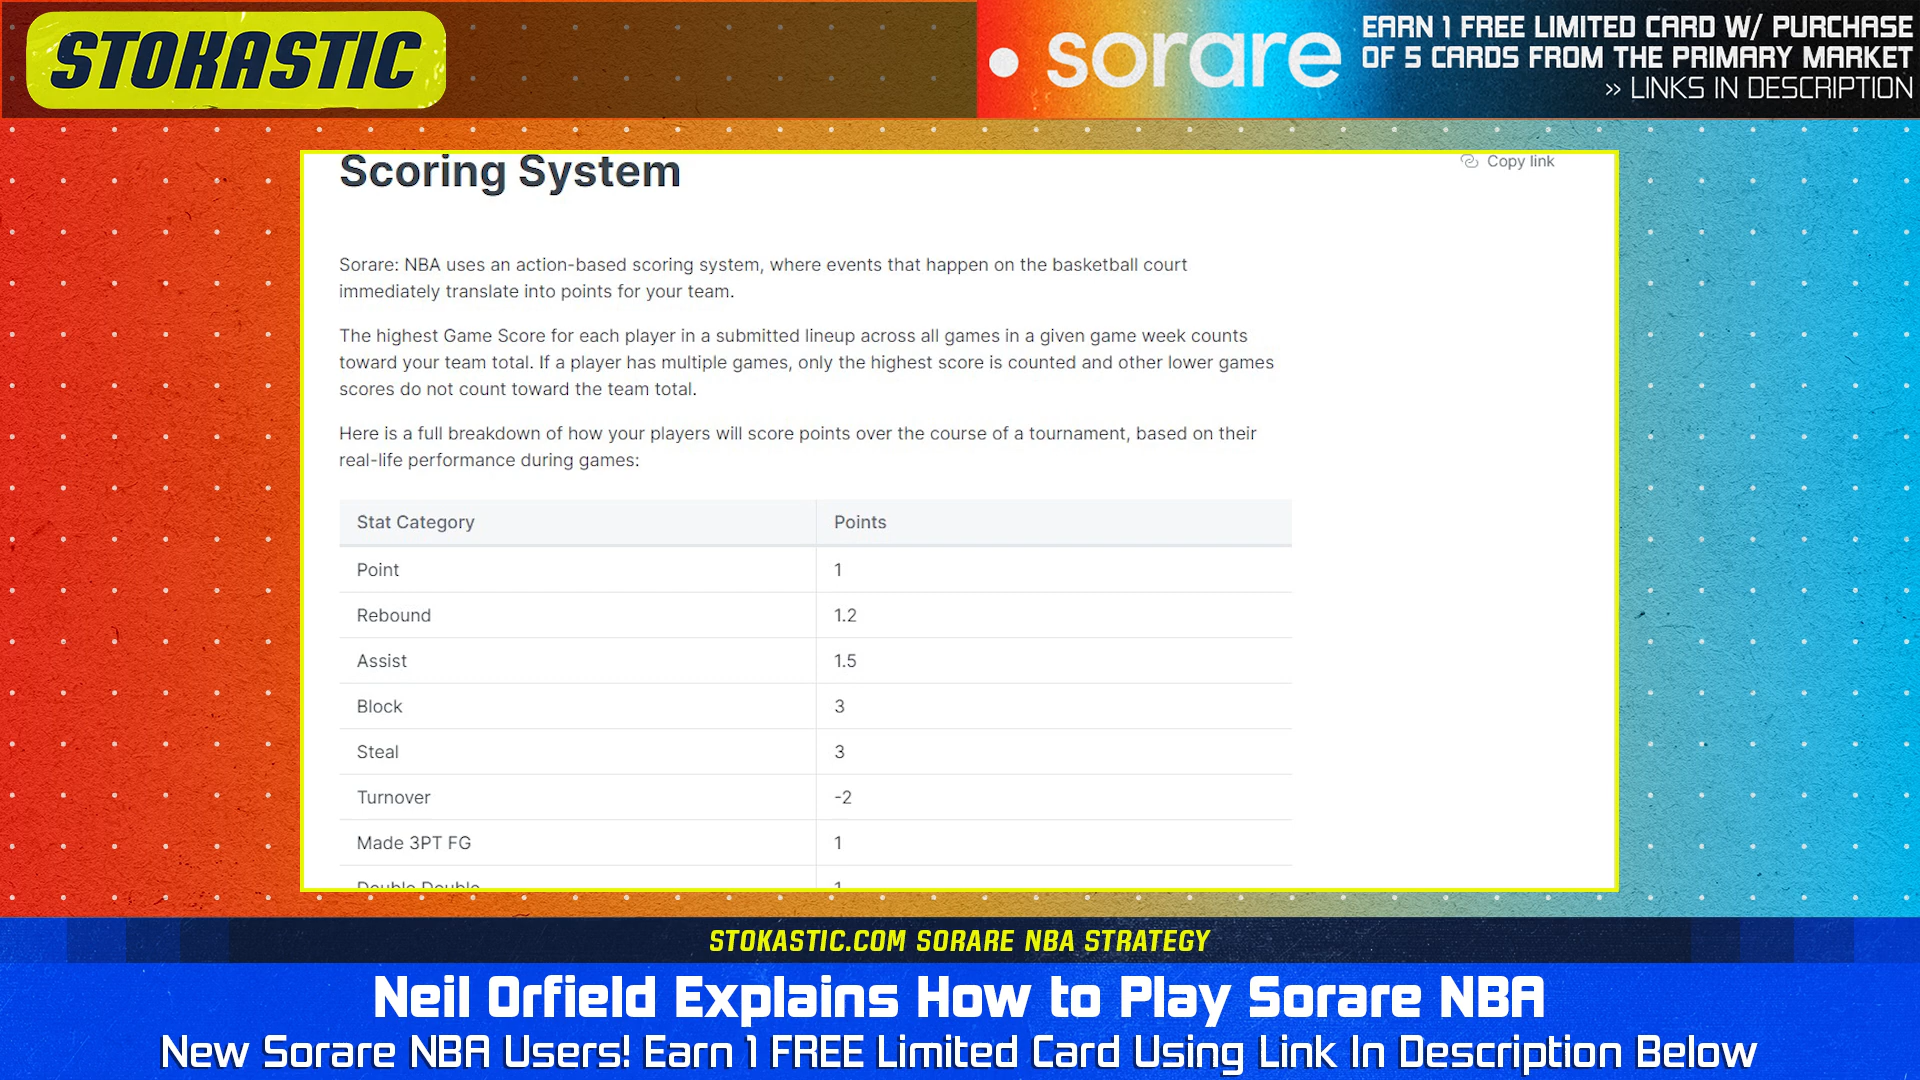 STOKASTIC
sorare
EARN 1 FREE LIMITED CARD W/ PURCHASE
OF 5 CARDS FROM THE PRIMARY MARKET
>> LINKS IN DESCRIPTION
Scoring System
Copy link
Sorare: NBA uses an action-based scoring system, where events that happen on the basketball court
immediately translate into points for your team.
The highest Game Score for each player in a submitted lineup across all games in a given game week counts
toward your team total. If a player has multiple games, only the highest score is counted and other lower games
scores do not count toward the team total.
Here is a full breakdown of how your players will score points over the course of a tournament, based on their
real-life performance during games:
Stat Category Points
Point 1
Rebound 1.2
Assist 1.5
Block 3
Steal 3
Turnover -2
Made 3PT FG 1
Double Double 1
STOKASTIC.COM SORARE NBA STRATEGY
Neil Orfield Explains How to Play Sorare NBA
New Sorare NBA Users! Earn 1 FREE Limited Card Using Link In Description Below